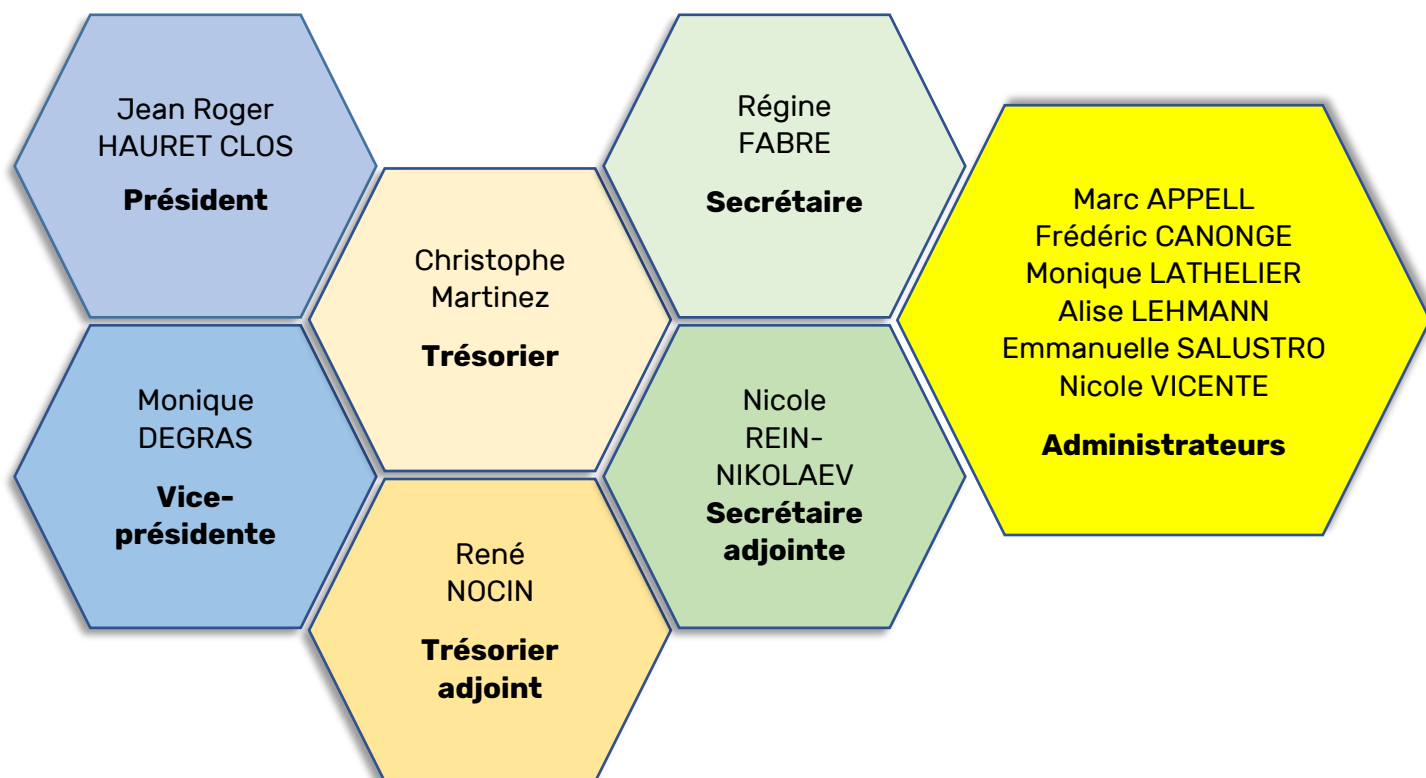 Jean Roger
HAURET CLOS
Président
Régine
FABRE
Secrétaire
Christophe
Martinez
Trésorier
Marc APPELL
Frédéric CANONGE
Monique LATHELIER
Alise LEHMANN
Emmanuelle SALUSTRO
Nicole VICENTE
Administrateurs
Monique
DEGRAS
Vice-
présidente
Nicole
REIN-
NIKOLAEV
Secrétaire
adjointe
René
NOCIN
Trésorier
adjoint